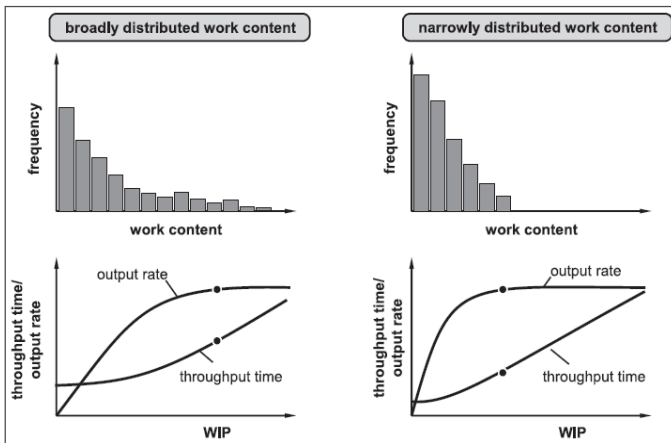 broadly distributed work content
narrowly distributed work content
frequency
work content
frequency
work content
throughput time/
output rate
output rate
throughput time
WIP
throughput time/
output rate
output rate
throughput time
WIP